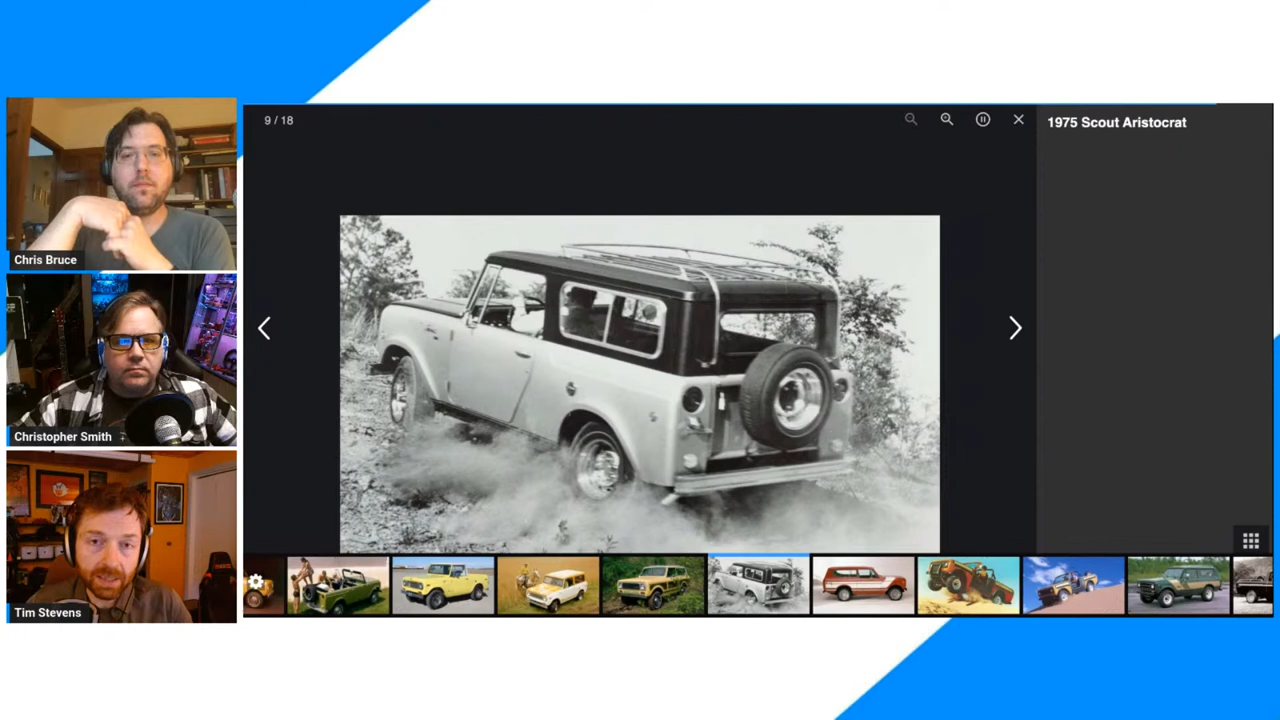 9 / 18
1975 Scout Aristocrat
Chris Bruce
Christopher Smith
Tim Stevens